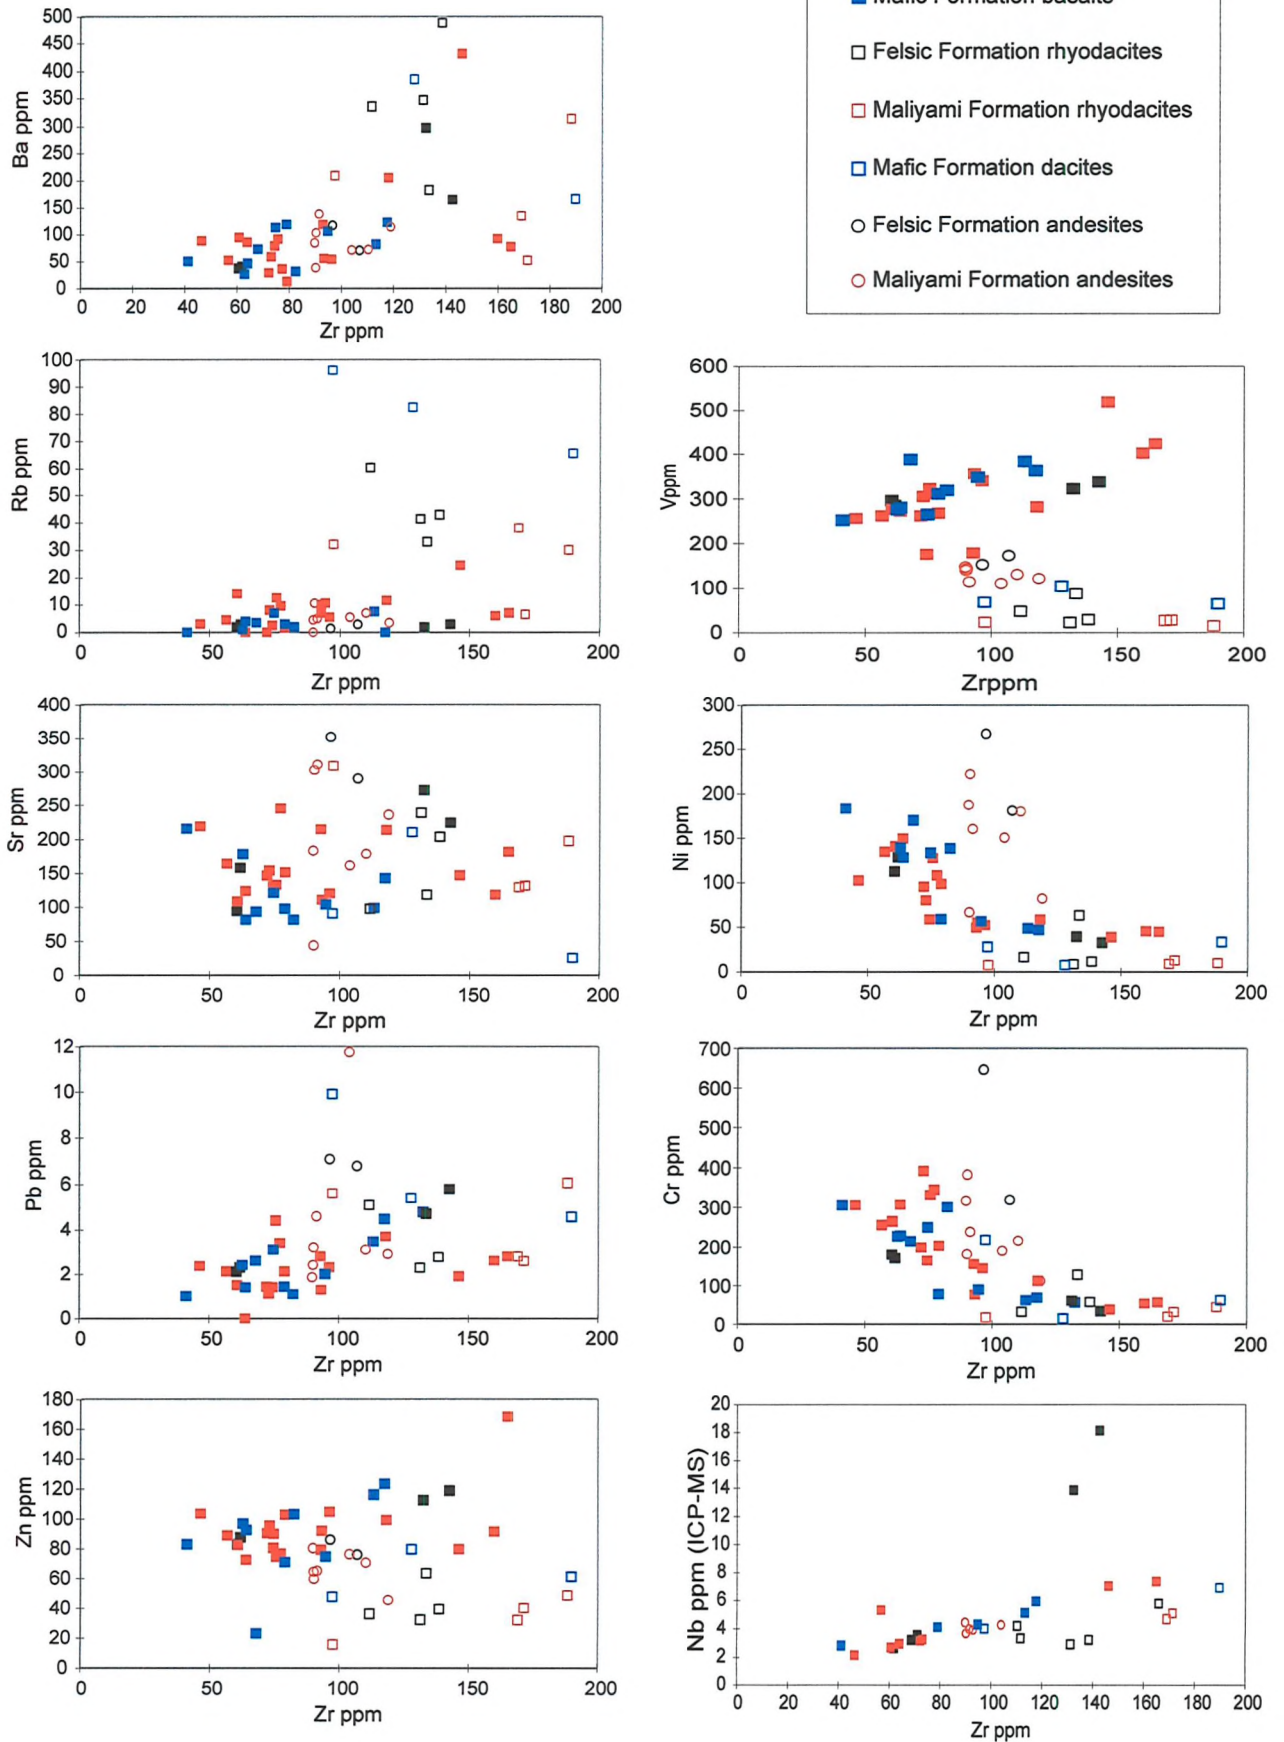 Mafic Formation basalts
Felsic Formation rhyodacites
Maliyami Formation rhyodacites
Mafic Formation dacites
Felsic Formation andesites
Maliyami Formation andesites
500
450
400
350
300
250
200
150
100
50
0
Ba ppm
0 20 40 60 80 100 120 140 160 180 200
Zr ppm
100
90
80
70
60
50
40
30
20
10
0
Rb ppm
50 100 150 200
Zr ppm
600
500
400
300
200
100
0
Vppm
0 50 100 150 200
Zrppm
400
350
300
250
200
150
100
50
0
Sr ppm
0 50 100 150 200
Zr ppm
300
250
200
150
100
50
0
Ni ppm
0 50 100 150 200
Zr ppm
12
10
8
6
4
2
0
Pb ppm
0 50 100 150 200
Zr ppm
700
600
500
400
300
200
100
0
Cr ppm
0 50 100 150 200
Zr ppm
180
160
140
120
100
80
60
40
20
0
Zn ppm
0 50 100 150 200
Zr ppm
20
18
16
14
12
10
8
6
4
2
0
Nb ppm (ICP-MS)
0 20 40 60 80 100 120 140 160 180 200
Zr ppm